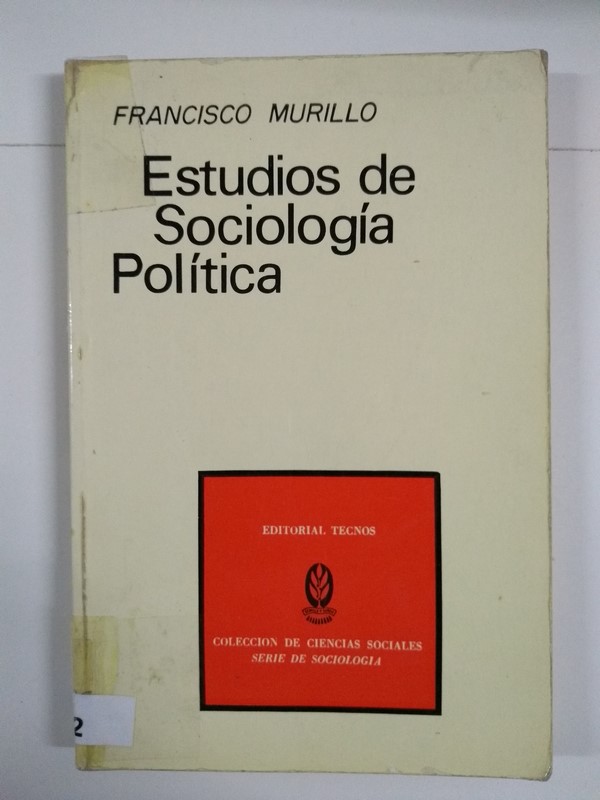 FRANCISCO MURILLO
Estudios de
Sociología
Política
EDITORIAL TECNOS
COLECCION DE CIENCIAS SOCIALES
SERIE DE SOCIOLOGIA
2